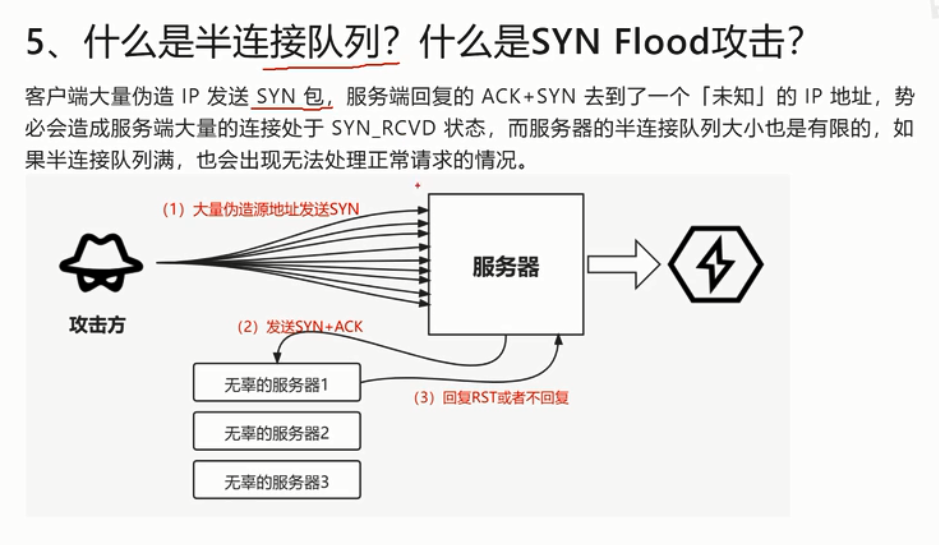 5、什么是半连接队列？什么是SYN Flood攻击？
客户端大量伪造 IP 发送 SYN 包，服务端回复的 ACK+SYN 去到了一个「未知」的 IP 地址，势
必会造成服务端大量的连接处于 SYN_RCVD 状态，而服务器的半连接队列大小也是有限的，如
果半连接队列满，也会出现无法处理正常请求的情况。
（1）大量伪造源地址发送SYN
服务器
攻击方
（2）发送SYN+ACK
无辜的服务器1
（3）回复RST或者不回复
无辜的服务器2
无辜的服务器3